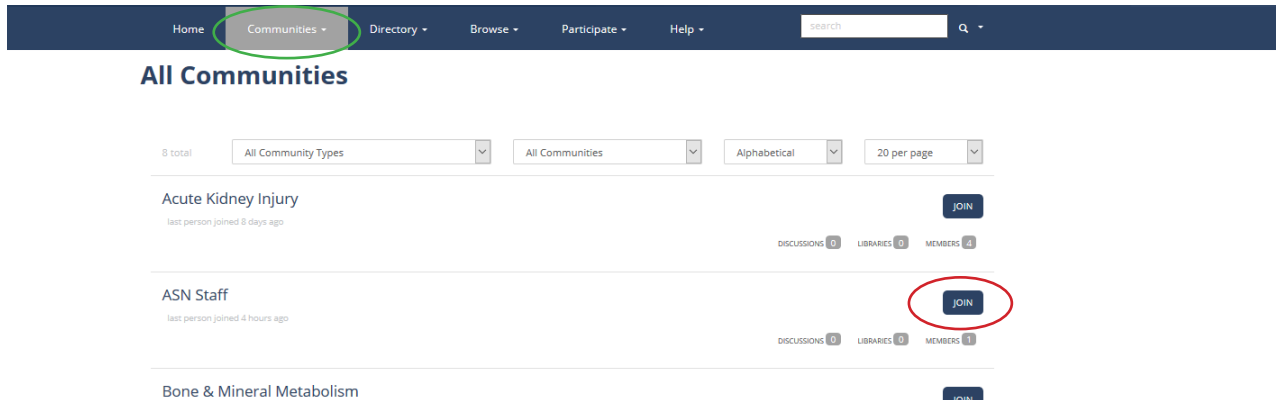 Home Communities Directory Browse Participate Help search
All Communities
8 total All Community Types All Communities Alphabetical 20 per page
Acute Kidney Injury JOIN
last person joined 8 days ago
DISCUSSIONS 0 LIBRARIES 0 MEMBERS 4
ASN Staff JOIN
last person joined 4 hours ago
DISCUSSIONS 0 LIBRARIES 0 MEMBERS 1
Bone & Mineral Metabolism JOIN